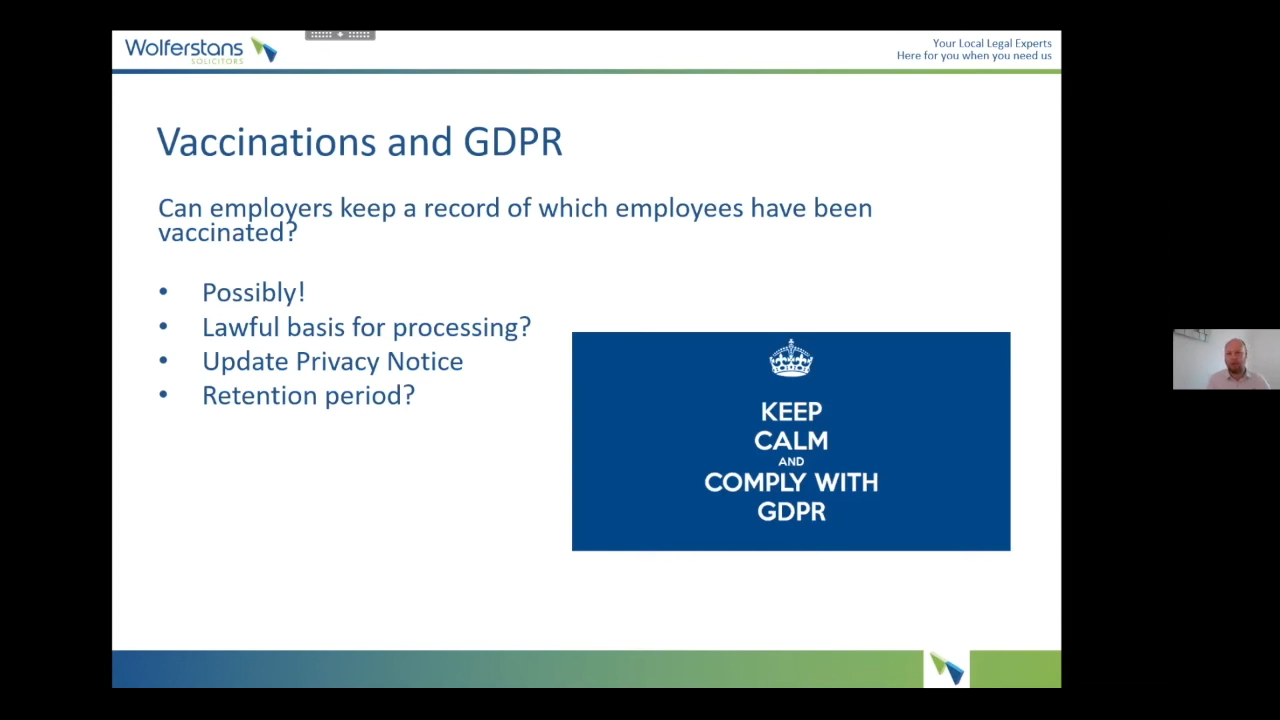 Wolferstans
SOLICITORS
Your Local Legal Experts
Here for you when you need us
Vaccinations and GDPR
Can employers keep a record of which employees have been
vaccinated?
• Possibly!
• Lawful basis for processing?
• Update Privacy Notice
• Retention period?
KEEP
CALM
AND
COMPLY WITH
GDPR